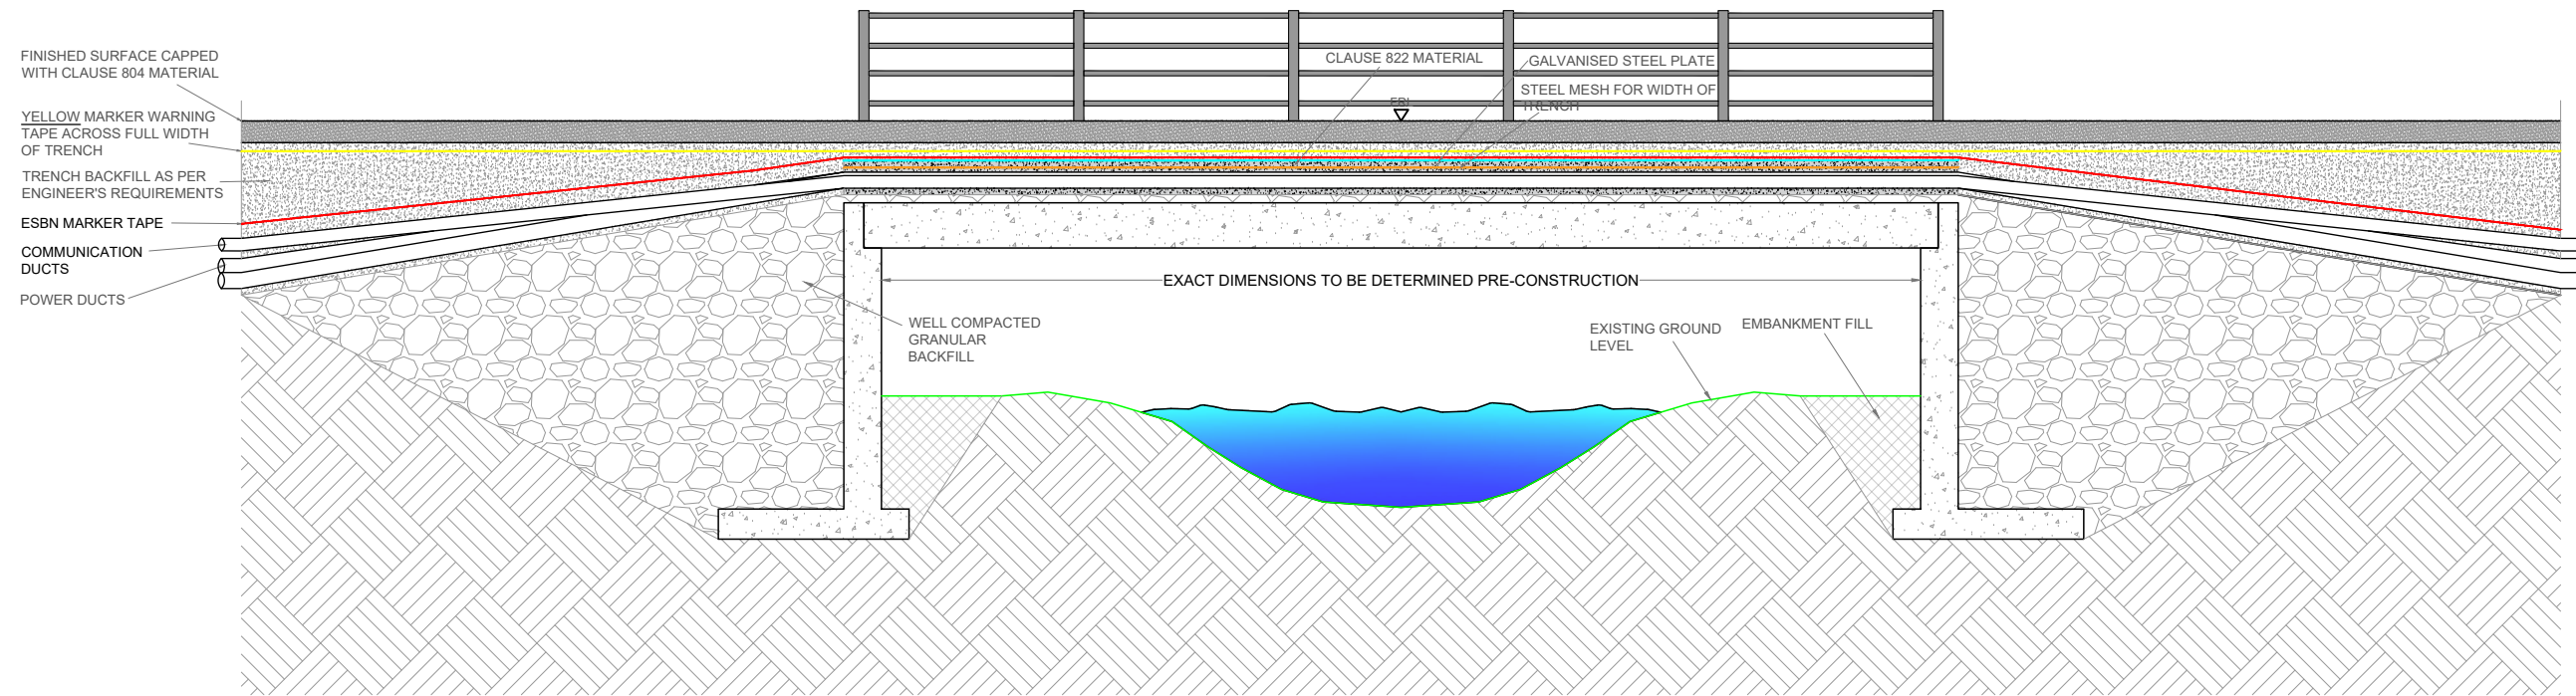 FINISHED SURFACE CAPPED
WITH CLAUSE 804 MATERIAL
YELLOW MARKER WARNING
TAPE ACROSS FULL WIDTH
OF TRENCH
TRENCH BACKFILL AS PER
ENGINEER'S REQUIREMENTS
ESBN MARKER TAPE
COMMUNICATION
DUCTS
POWER DUCTS
CLAUSE 822 MATERIAL
GALVANISED STEEL PLATE
STEEL MESH FOR WIDTH OF
TRENCH
FRL
EXACT DIMENSIONS TO BE DETERMINED PRE-CONSTRUCTION
WELL COMPACTED
GRANULAR
BACKFILL
EXISTING GROUND
LEVEL
EMBANKMENT FILL